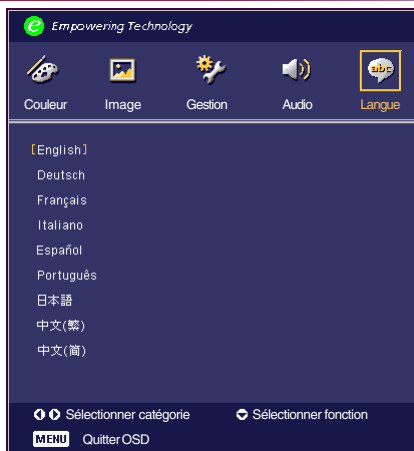 e Empowering Technology
Couleur Image Gestion Audio Langue
abc
[English]
Deutsch
Français
Italiano
Español
Português
日本語
中文(繁)
中文(简)
Sélectionner catégorie Sélectionner fonction
MENU Quitter OSD